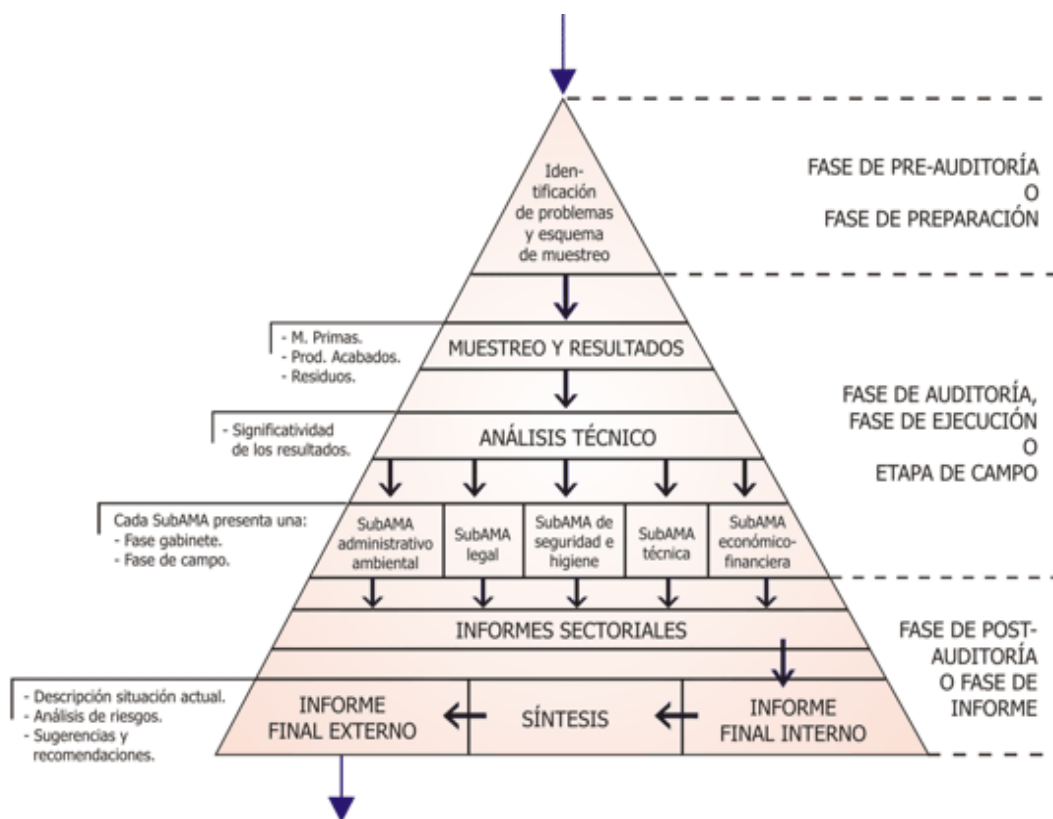 Iden-
tificación
de problemas
y esquema
de muestreo
FASE DE PRE-AUDITORÍA
O
FASE DE PREPARACIÓN
- M. Primas.
- Prod. Acabados.
- Residuos.
MUESTREO Y RESULTADOS
- Significatividad
de los resultados.
ANÁLISIS TÉCNICO
FASE DE AUDITORÍA,
FASE DE EJECUCIÓN
O
ETAPA DE CAMPO
Cada SubAMA presenta una:
- Fase gabinete.
- Fase de campo.
SubAMA
administrativo
ambiental
SubAMA
legal
SubAMA de
seguridad e
higiene
SubAMA
técnica
SubAMA
económico-
financiera
INFORMES SECTORIALES
FASE DE POST-
AUDITORÍA
O FASE DE
INFORME
- Descripción situación actual.
- Análisis de riesgos.
- Sugerencias y
recomendaciones.
INFORME
FINAL EXTERNO
SÍNTESIS
INFORME
FINAL INTERNO